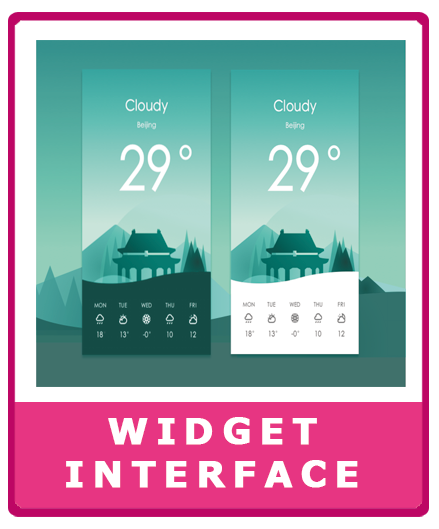 Cloudy
Beijing
29°
MON TUE WED THU FRI
18 13° -0° 10 12
Cloudy
Beijing
29°
MON TUE WED THU FRI
18° 13° -0° 10 12
WIDGET
INTERFACE